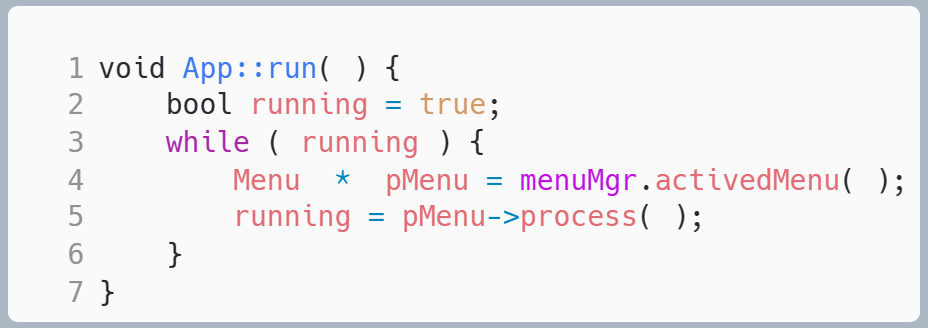 1 void App::run( ) {
2     bool running = true;
3     while ( running ) {
4         Menu  *  pMenu = menuMgr.activedMenu( );
5         running = pMenu->process( );
6     }
7 }